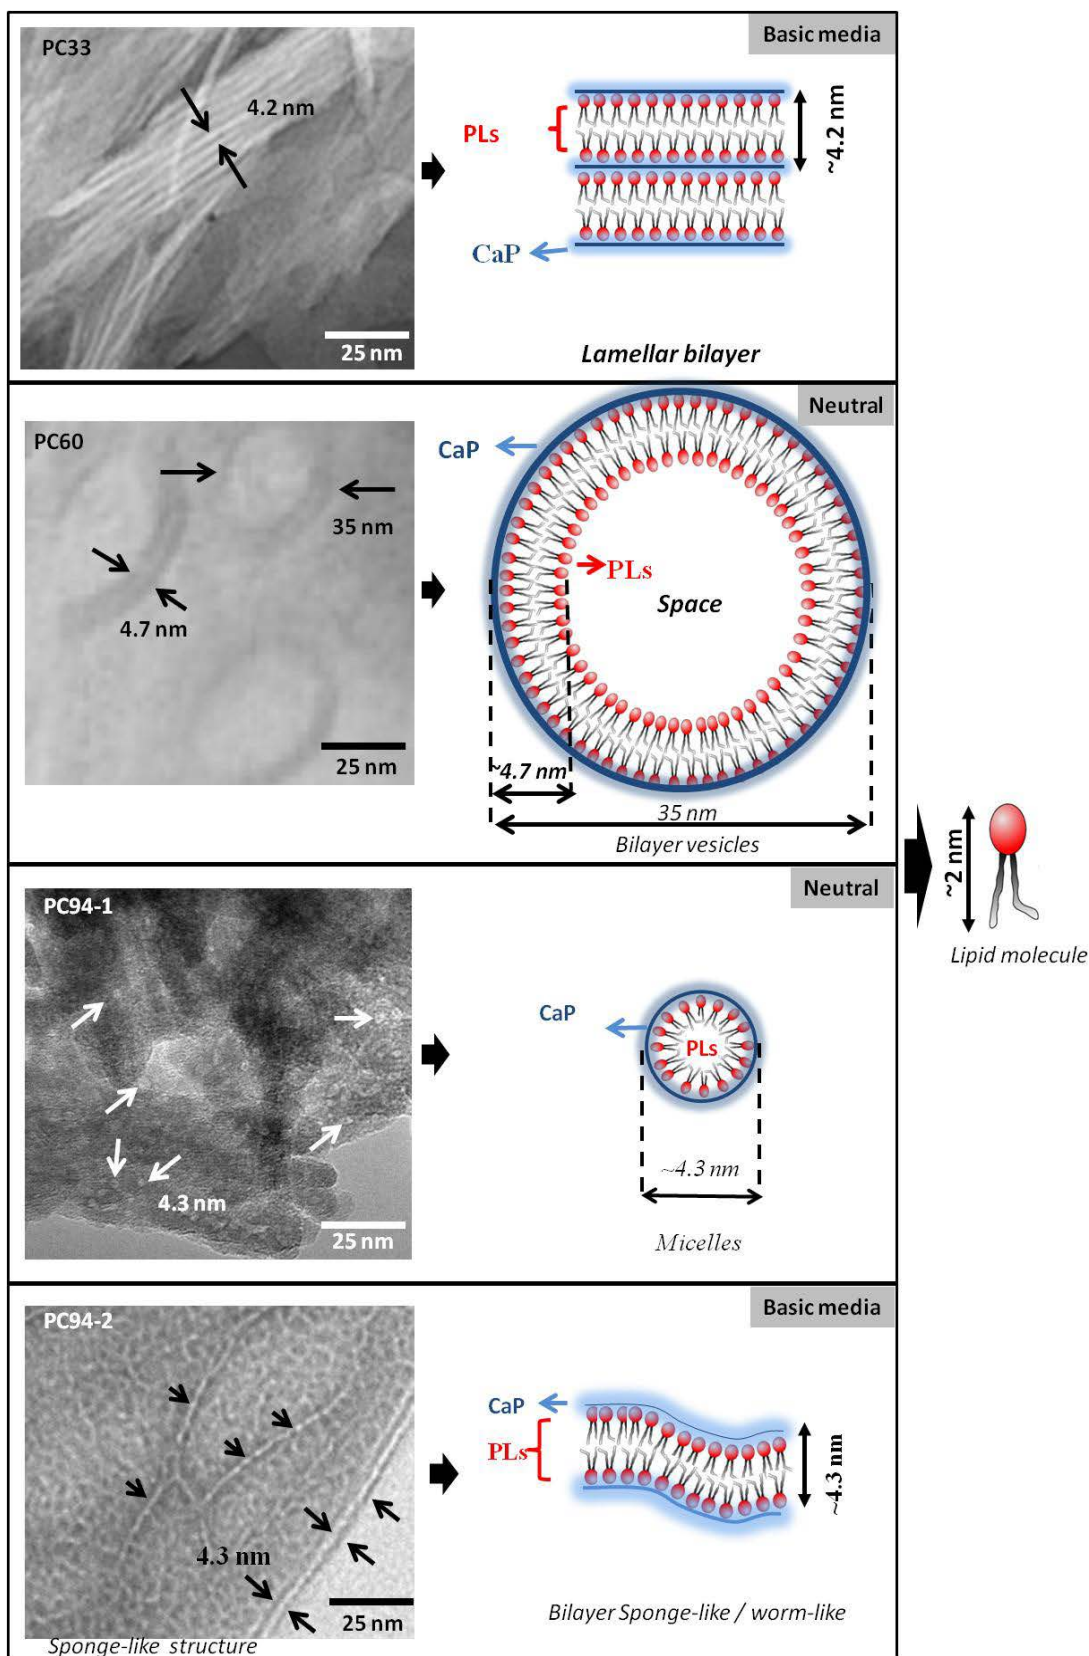 PC33
4.2 nm
25 nm
Basic media
PLs
~4.2 nm
CaP
Lamellar bilayer
PC60
35 nm
4.7 nm
25 nm
Neutral
CaP
PLs
Space
~4.7 nm
35 nm
Bilayer vesicles
PC94-1
4.3 nm
25 nm
Neutral
CaP
PLs
~4.3 nm
Micelles
~2 nm
Lipid molecule
PC94-2
4.3 nm
25 nm
Sponge-like structure
Basic media
CaP
PLs
~4.3 nm
Bilayer Sponge-like / worm-like